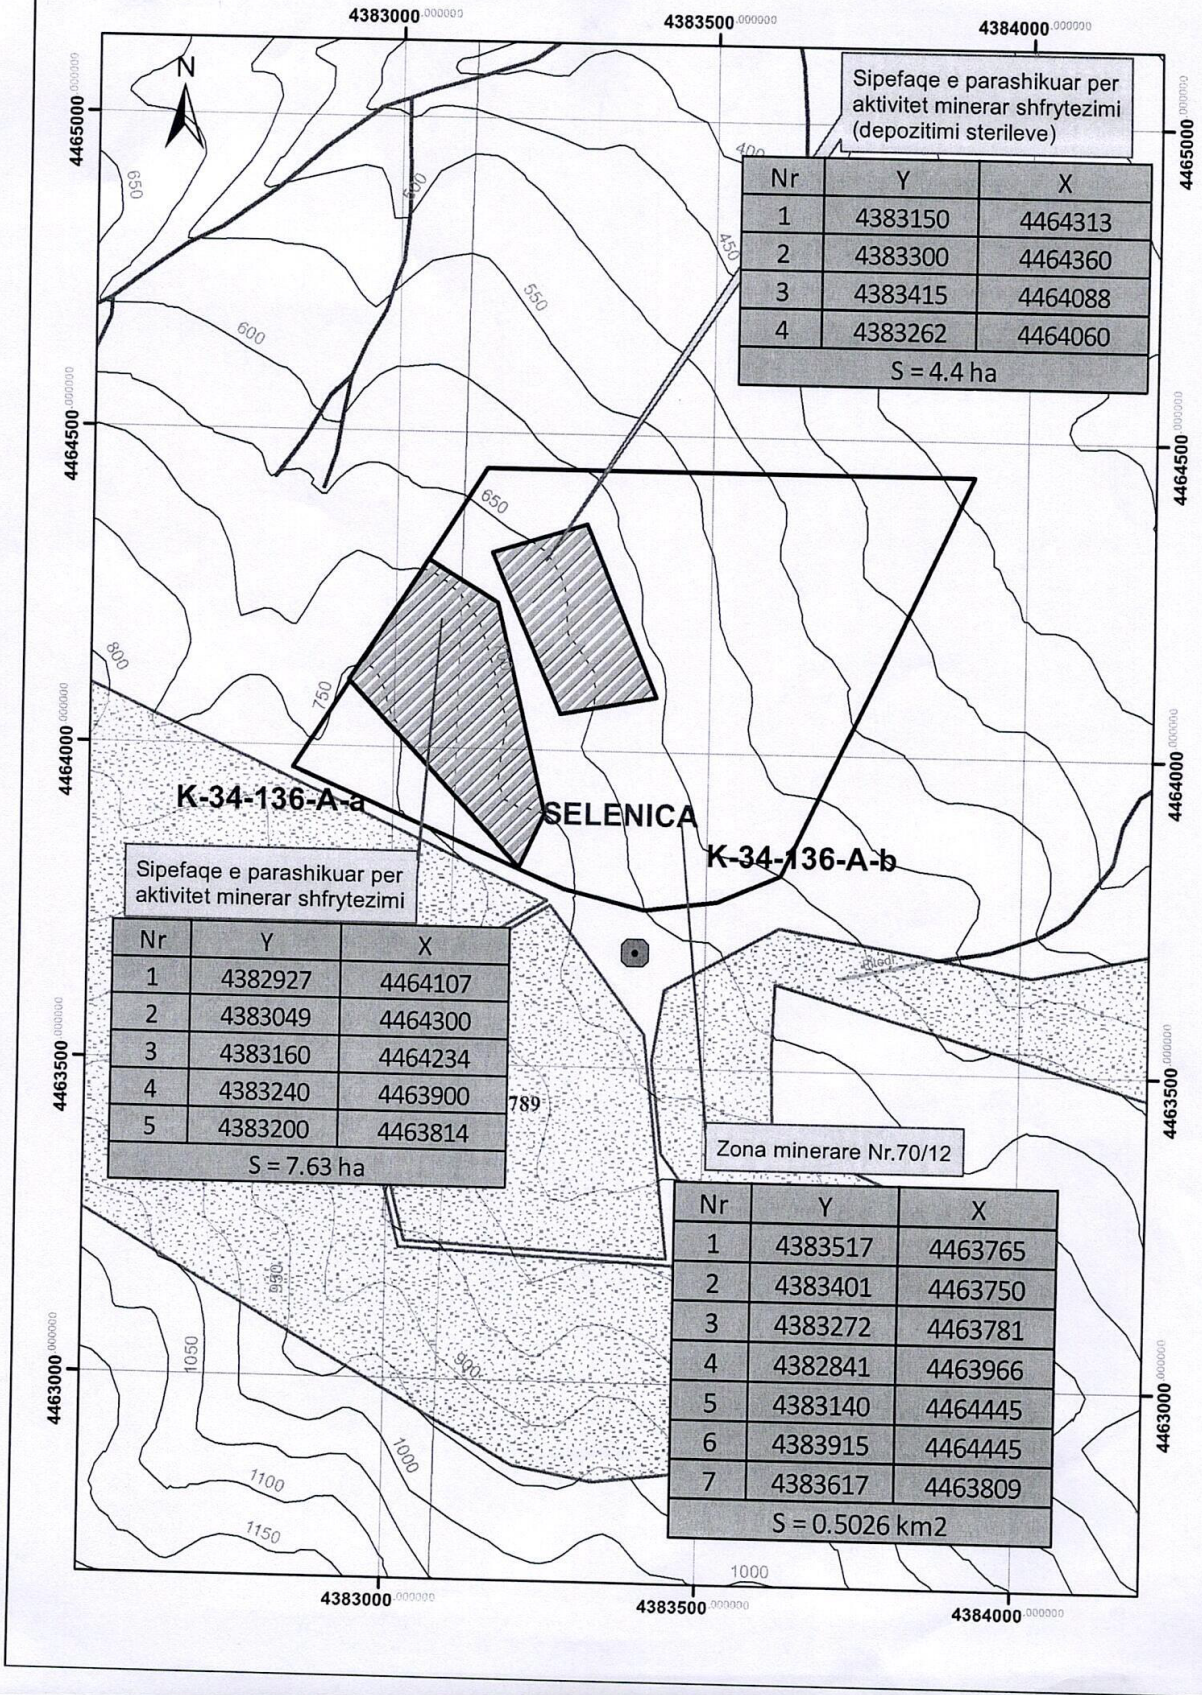 4383000.000000 4383500.000000 4384000.000000
N
Sipefaqe e parashikuar per
aktivitet minerar shfrytezimi
(depozitimi sterileve)
4465000.000000
4465000.000000
400
Nr Y X
1 4383150 4464313
2 4383300 4464360
3 4383415 4464088
4 4383262 4464060
S = 4.4 ha
650
500
450
550
600
4464500.000000
4464500.000000
650
800
750
4464000.000000
4464000.000000
K-34-136-A-a
SELENICA
K-34-136-A-b
Sipefaqe e parashikuar per
aktivitet minerar shfrytezimi
Nr Y X
1 4382927 4464107
2 4383049 4464300
3 4383160 4464234
4 4383240 4463900
5 4383200 4463814
S = 7.63 ha
789
4463500.000000
4463500.000000
Zona minerare Nr.70/12
Nr Y X
1 4383517 4463765
2 4383401 4463750
3 4383272 4463781
4 4382841 4463966
5 4383140 4464445
6 4383915 4464445
7 4383617 4463809
S = 0.5026 km2
950
1050
900
4463000.000000
4463000.000000
1000
1100
1150
1000
4383000.000000 4383500.000000 4384000.000000